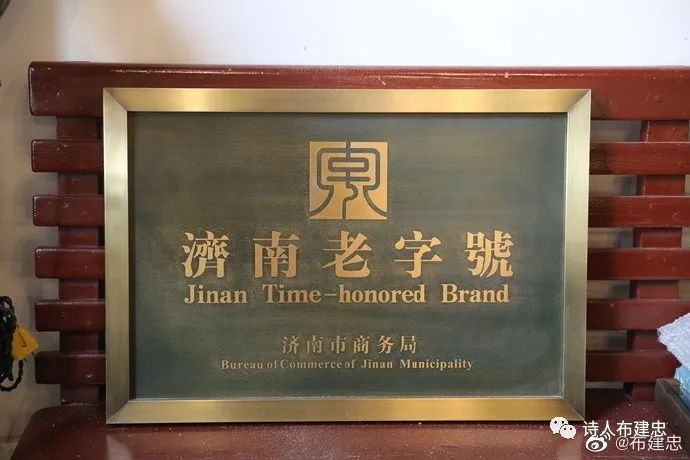 濟南老字號
Jinan Time-honored Brand
济南市商务局
Bureau of Commerce of Jinan Municipality
诗人布建忠
@布建忠